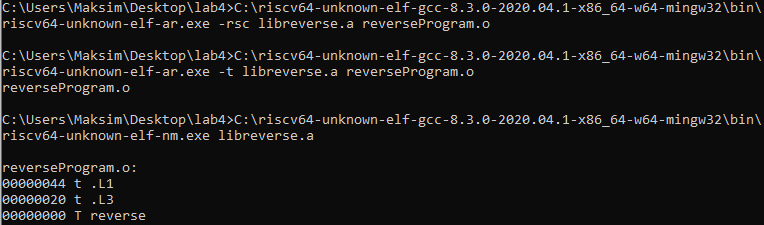 C:\Users\Maksim\Desktop\lab4>C:\riscv64-unknown-elf-gcc-8.3.0-2020.04.1-x86_64-w64-mingw32\bin\
riscv64-unknown-elf-ar.exe -rsc libreverse.a reverseProgram.o
C:\Users\Maksim\Desktop\lab4>C:\riscv64-unknown-elf-gcc-8.3.0-2020.04.1-x86_64-w64-mingw32\bin\
riscv64-unknown-elf-ar.exe -t libreverse.a reverseProgram.o
reverseProgram.o
C:\Users\Maksim\Desktop\lab4>C:\riscv64-unknown-elf-gcc-8.3.0-2020.04.1-x86_64-w64-mingw32\bin\
riscv64-unknown-elf-nm.exe libreverse.a
reverseProgram.o:
00000044 t .L1
00000020 t .L3
00000000 T reverse